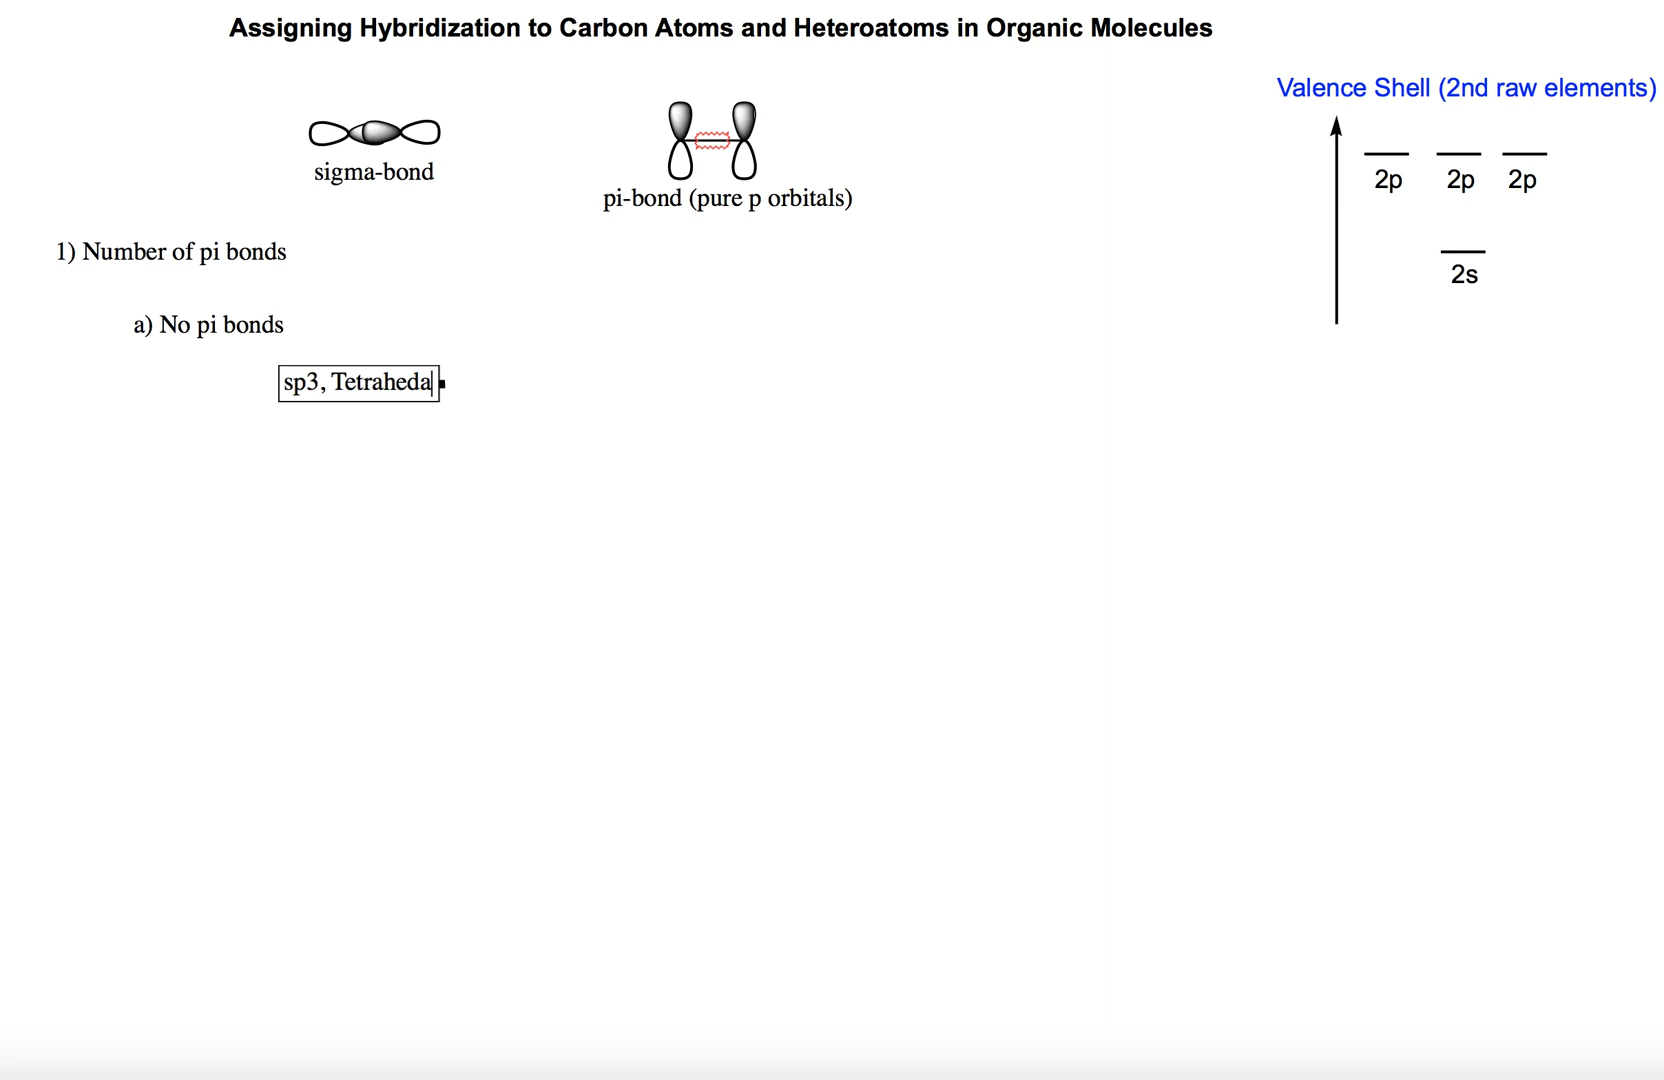 Assigning Hybridization to Carbon Atoms and Heteroatoms in Organic Molecules
Valence Shell (2nd raw elements)
sigma-bond
pi-bond (pure p orbitals)
2p 2p 2p
2s
1) Number of pi bonds
a) No pi bonds
sp3, Tetraheda